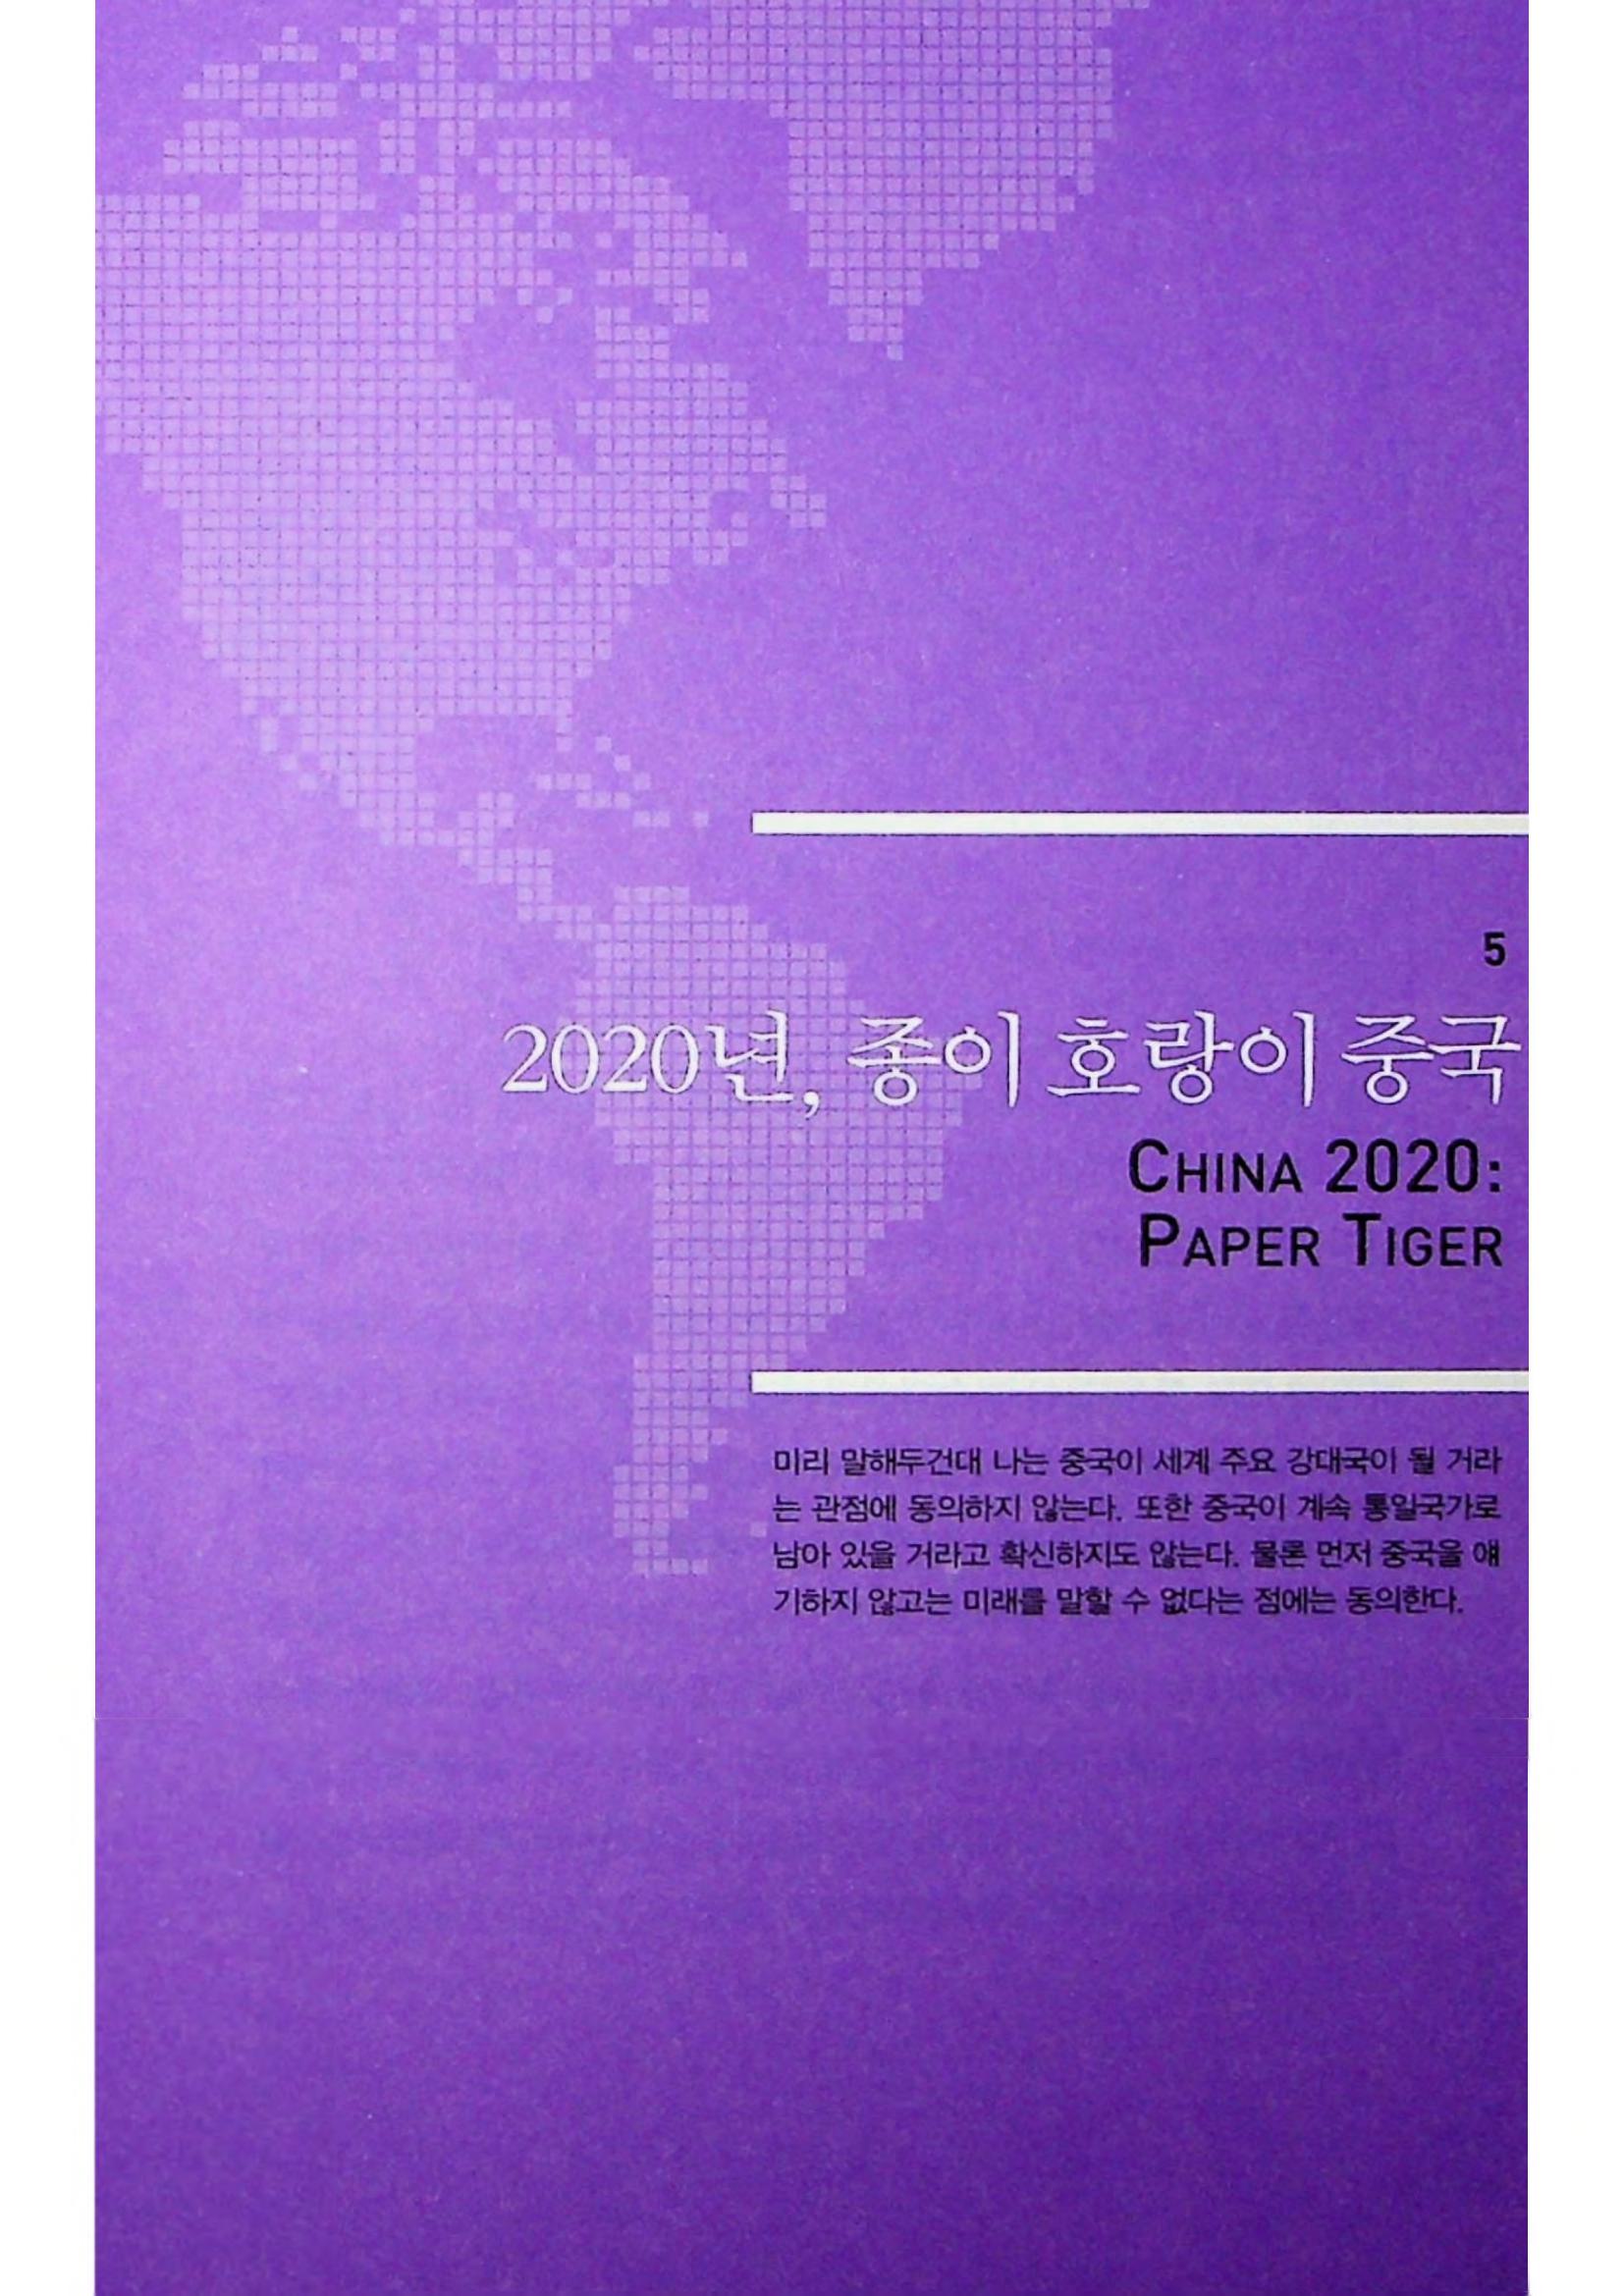 5
2020년, 종이 호랑이 중국
CHINA 2020:
PAPER TIGER
미리 말해두건대 나는 중국이 세계 주요 강대국이 될 거라
는 관점에 동의하지 않는다. 또한 중국이 계속 통일국가로
남아 있을 거라고 확신하지도 않는다. 물론 먼저 중국을 얘
기하지 않고는 미래를 말할 수 없다는 점에는 동의한다.